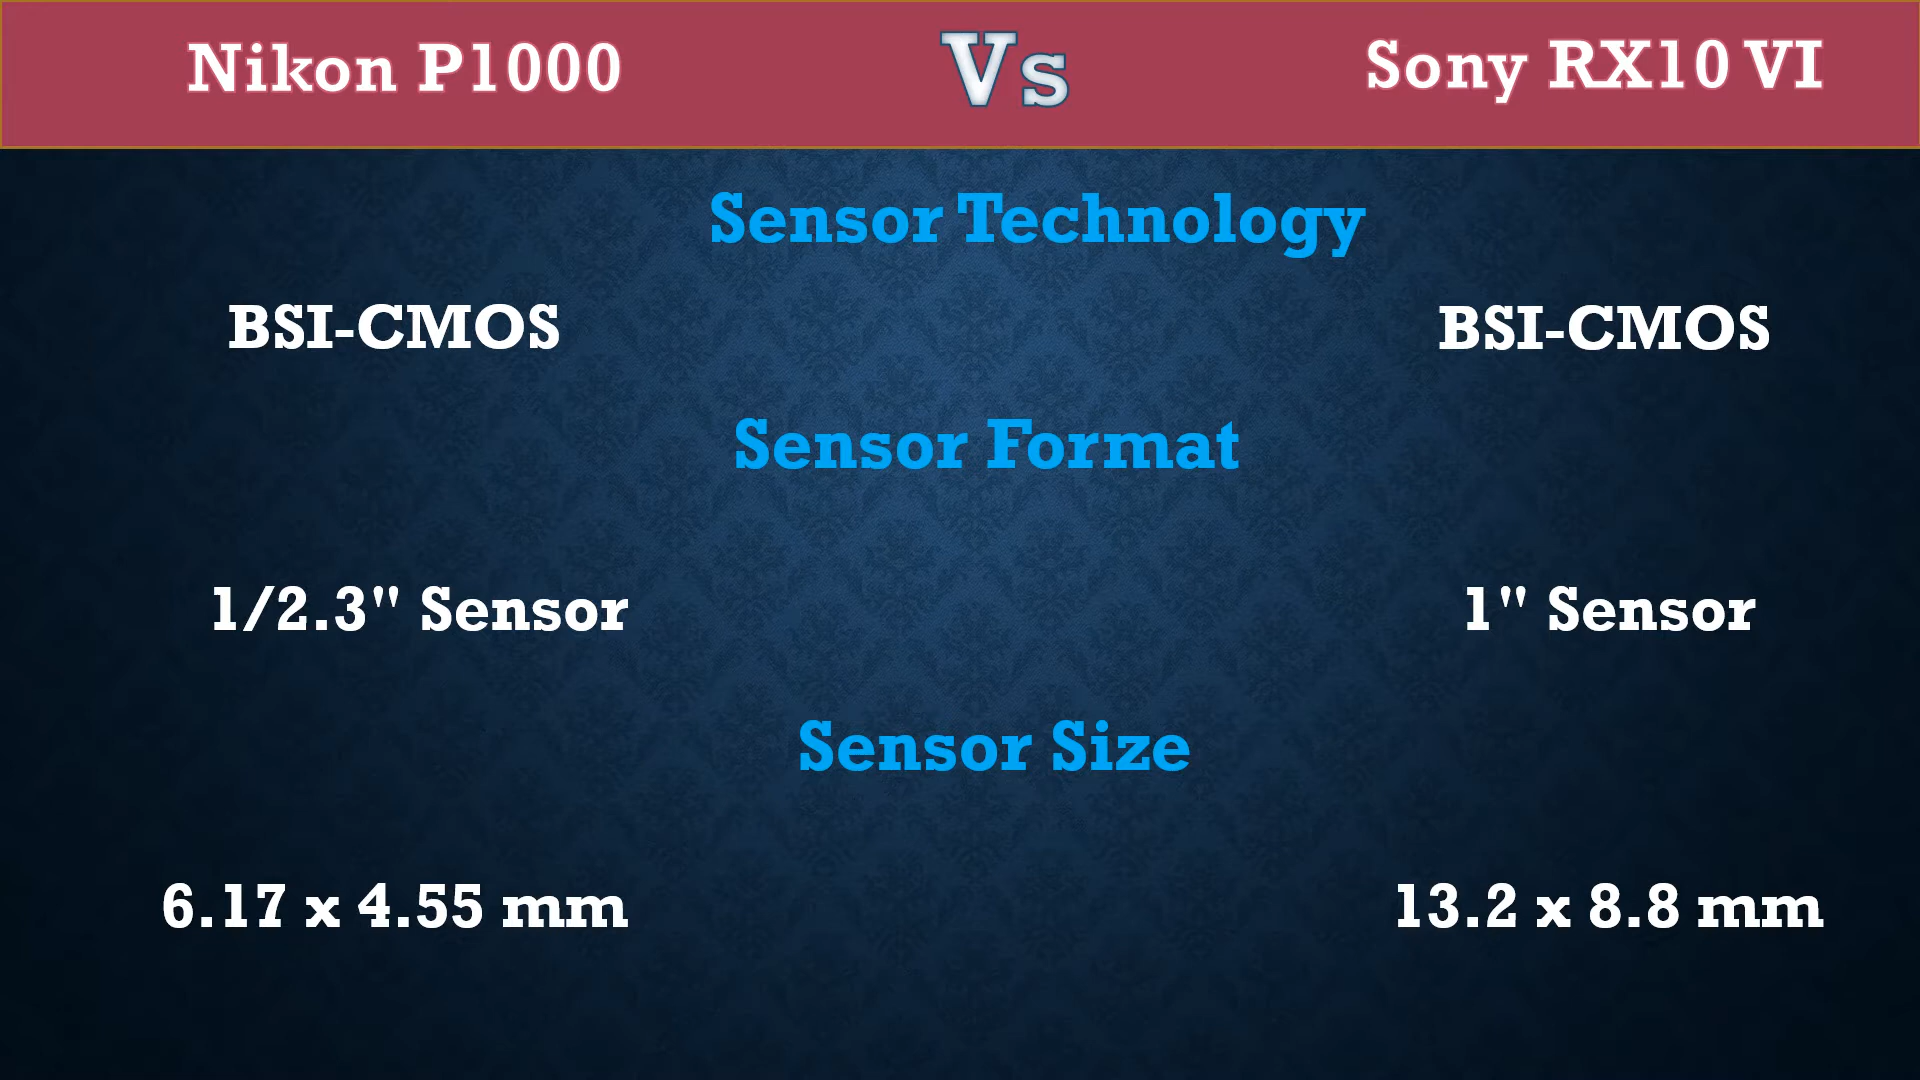 Nikon P1000 Vs Sony RX10 VI
Sensor Technology
BSI-CMOS BSI-CMOS
Sensor Format
1/2.3" Sensor 1" Sensor
Sensor Size
6.17 x 4.55 mm 13.2 x 8.8 mm